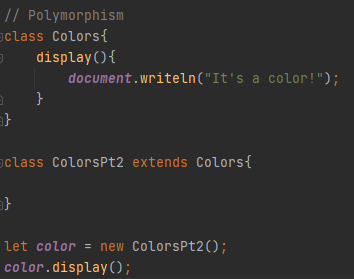 // Polymorphism
class Colors{
    display(){
        document.writeln("It's a color!");
    }
}
class ColorsPt2 extends Colors{
}
let color = new ColorsPt2();
color.display();